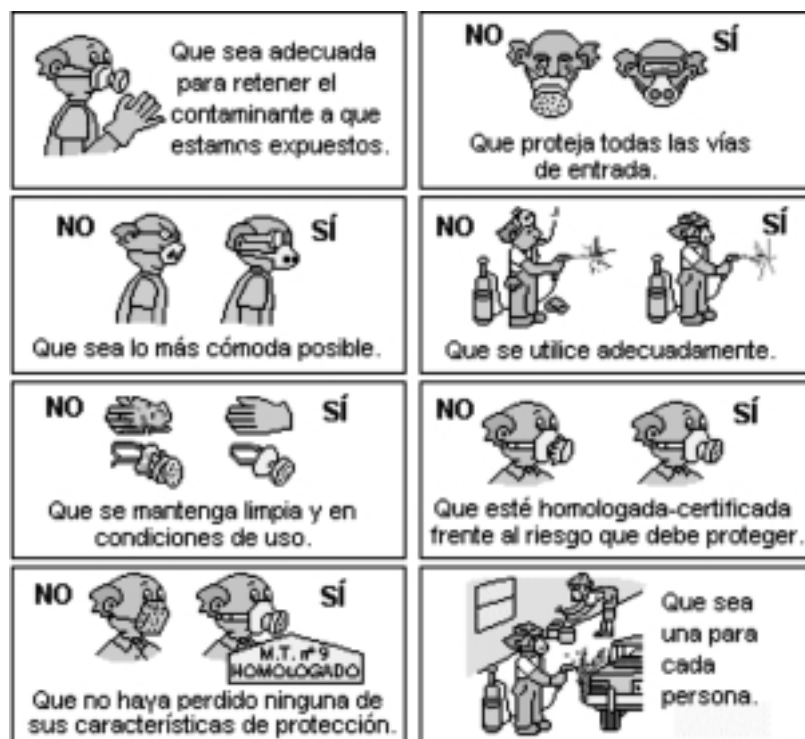 Que sea adecuada
para retener el
contaminante a que
estamos expuestos.
NO
SÍ
Que proteja todas las vías
de entrada.
NO
SÍ
Que sea lo más cómoda posible.
NO
SÍ
Que se utilice adecuadamente.
NO
SÍ
Que se mantenga limpia y en
condiciones de uso.
NO
SÍ
Que esté homologada-certificada
frente al riesgo que debe proteger.
NO
SÍ
M.T. nº 9
HOMOLOGADO
Que no haya perdido ninguna de
sus características de protección.
Que sea
una para
cada
persona.